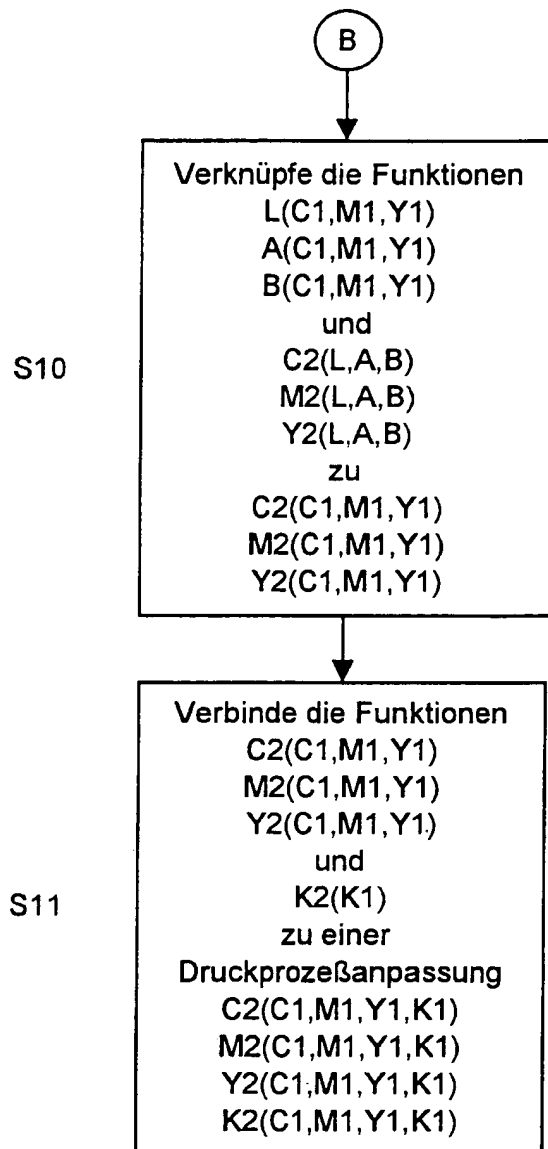 B
S10
Verknüpfe die Funktionen
L(C1,M1,Y1)
A(C1,M1,Y1)
B(C1,M1,Y1)
und
C2(L,A,B)
M2(L,A,B)
Y2(L,A,B)
zu
C2(C1,M1,Y1)
M2(C1,M1,Y1)
Y2(C1,M1,Y1)
S11
Verbinde die Funktionen
C2(C1,M1,Y1)
M2(C1,M1,Y1)
Y2(C1,M1,Y1)
und
K2(K1)
zu einer
Druckprozeßanpassung
C2(C1,M1,Y1,K1)
M2(C1,M1,Y1,K1)
Y2(C1,M1,Y1,K1)
K2(C1,M1,Y1,K1)